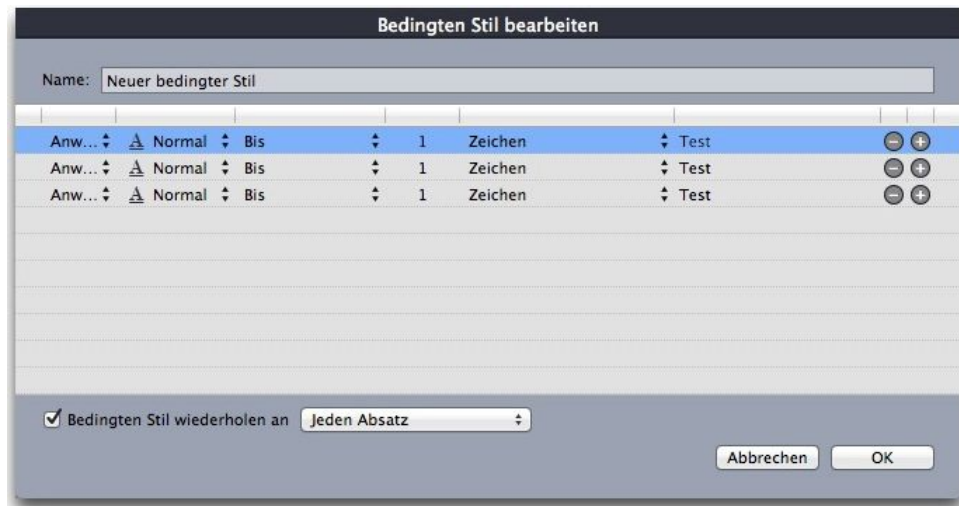 Bedingten Stil bearbeiten
Name: Neuer bedingter Stil
Anw... A Normal Bis 1 Zeichen Test
Anw... A Normal Bis 1 Zeichen Test
Anw... A Normal Bis 1 Zeichen Test
Bedingten Stil wiederholen an Jeden Absatz
Abbrechen OK